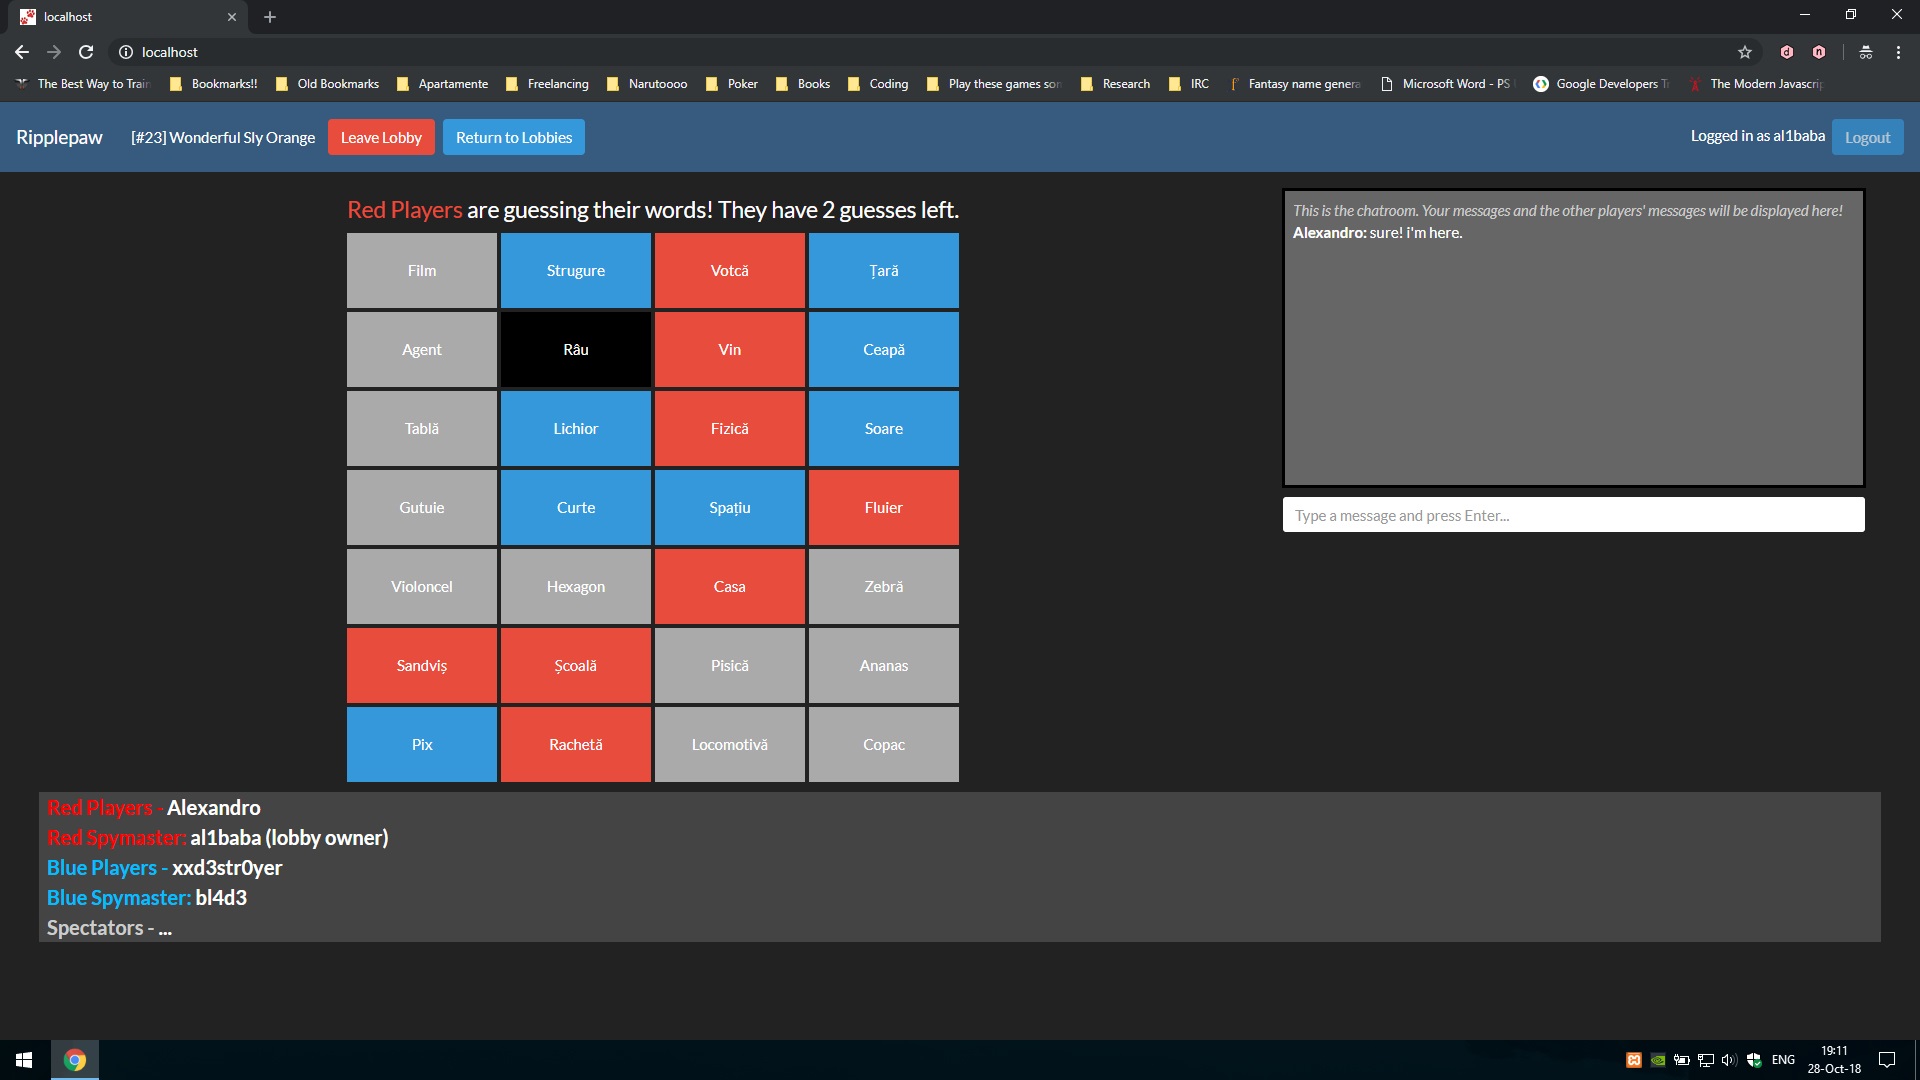 localhost
localhost
The Best Way to Train Bookmarks!! Old Bookmarks Apartamente Freelancing Narutoooo Poker Books Coding Play these games son Research IRC Fantasy name genera Microsoft Word - PS Google Developers The Modern Javascrip
Ripplepaw [#23] Wonderful Sly Orange Leave Lobby Return to Lobbies Logged in as al1baba Logout
Red Players are guessing their words! They have 2 guesses left.
This is the chatroom. Your messages and the other players' messages will be displayed here!
Alexandro: sure! i'm here.
Film Strugure Votcă Țară
Agent Râu Vin Ceapă
Tablă Lichior Fizică Soare
Gutuie Curte Spațiu Fluier
Type a message and press Enter...
Violoncel Hexagon Casa Zebră
Sandviș Școală Pisică Ananas
Pix Rachetă Locomotivă Copac
Red Players - Alexandro
Red Spymaster: al1baba (lobby owner)
Blue Players - xxd3str0yer
Blue Spymaster: bl4d3
Spectators - ...
ENG 19:11
28-Oct-18